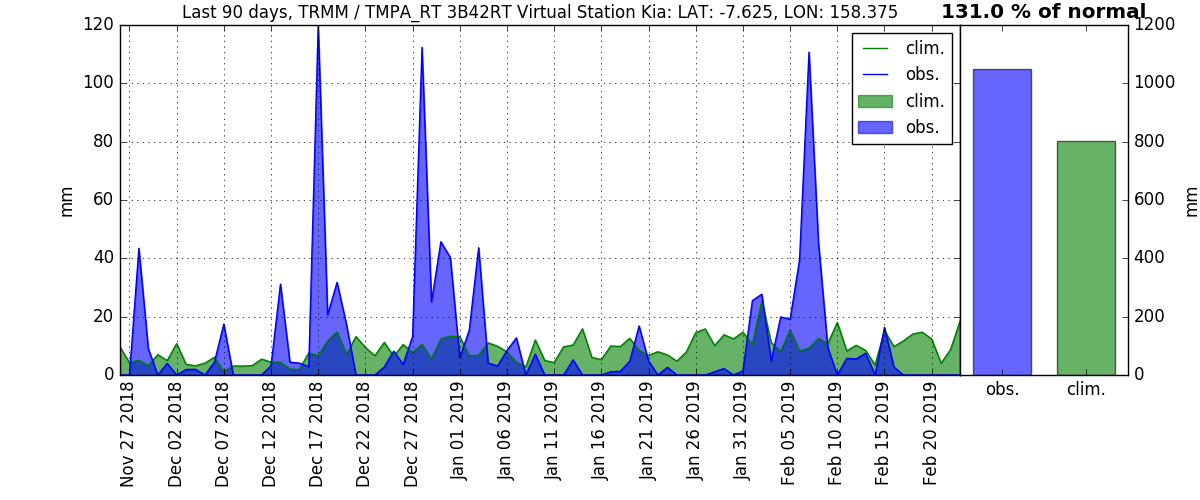 Last 90 days, TRMM / TMPA_RT 3B42RT Virtual Station Kia: LAT: -7.625, LON: 158.375
131.0 % of normal
120
100
80
60
40
20
0
mm
clim.
obs.
clim.
obs.
1200
1000
800
600
400
200
0
mm
Nov 27 2018
Dec 02 2018
Dec 07 2018
Dec 12 2018
Dec 17 2018
Dec 22 2018
Dec 27 2018
Jan 01 2019
Jan 06 2019
Jan 11 2019
Jan 16 2019
Jan 21 2019
Jan 26 2019
Jan 31 2019
Feb 05 2019
Feb 10 2019
Feb 15 2019
Feb 20 2019
obs.
clim.